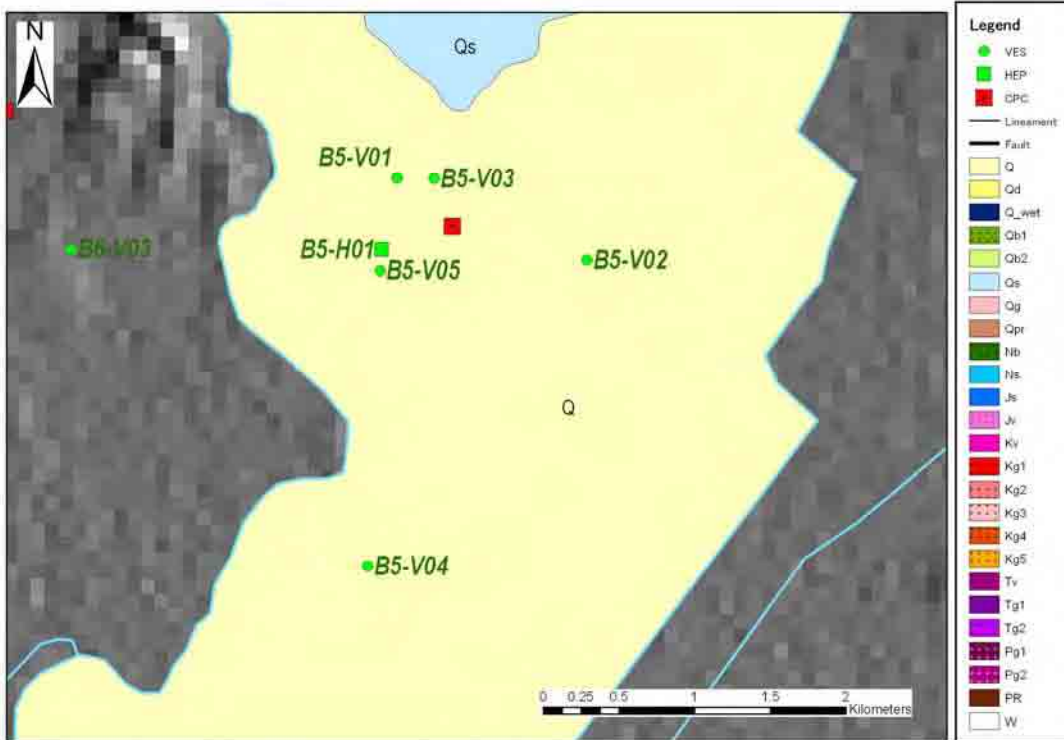 N
Qs
B5-V01
B5-V03
B5-H01
B6-V03
B5-V05
B5-V02
Q
B5-V04
0 0.25 0.5 1 1.5 2
Kilometers
Legend
VES
HEP
CPC
Lineament
Fault
Q
Qd
Q_wet
Qb1
Qb2
Qs
Qg
Qpr
Nb
Ns
Js
Jv
Kv
Kg1
Kg2
Kg3
Kg4
Kg5
Tv
Tg1
Tg2
Pg1
Pg2
PR
W